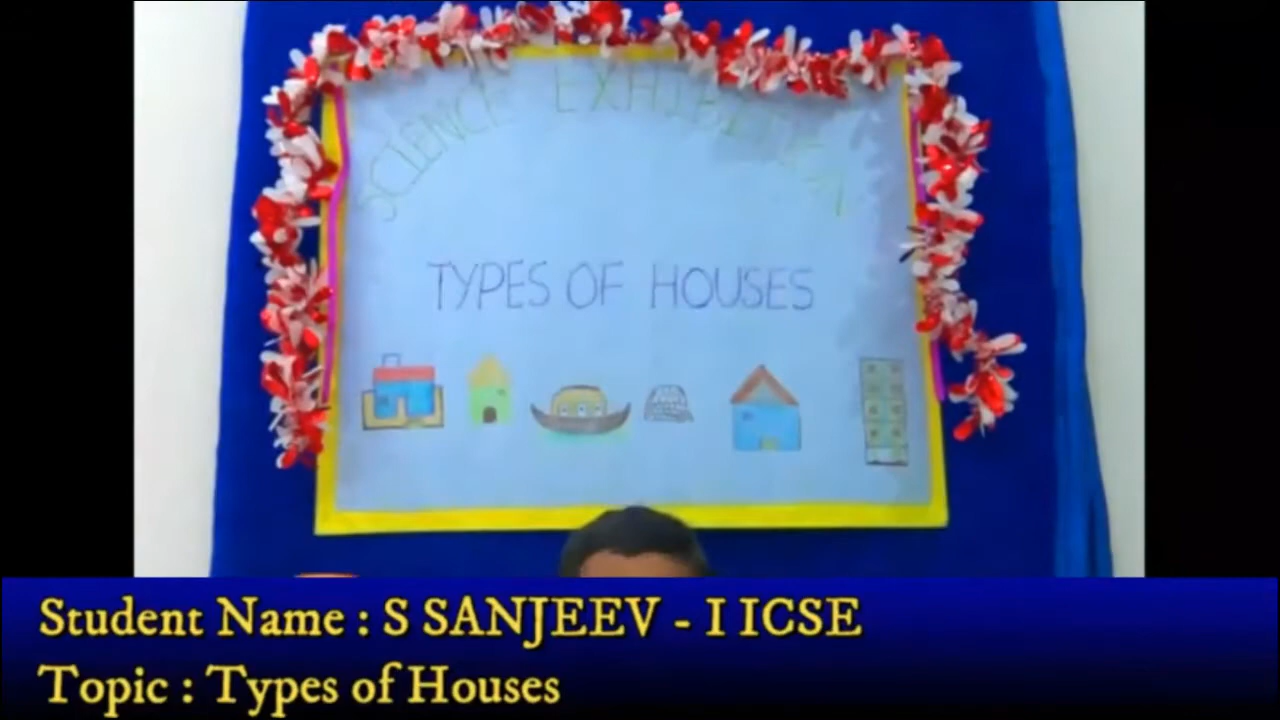 SCIENCE EXHIBITION
TYPES OF HOUSES
Student Name : S SANJEEV - I ICSE
Topic : Types of Houses